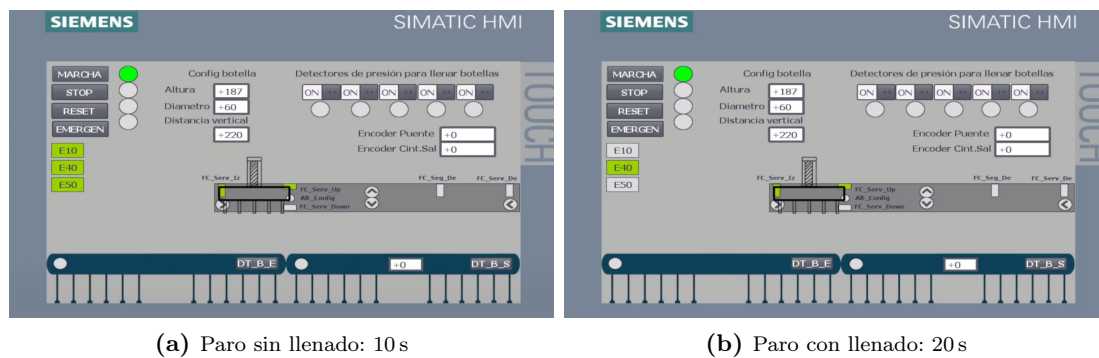 SIEMENS
SIMATIC HMI
TOUCH
MARCHA
STOP
RESET
EMERGEN
E10
E40
E50
Config botella
Altura +187
Diametro +60
Distancia vertical
+220
Detectores de presión para llenar botellas
ON ON ON ON ON
Encoder Puente +0
Encoder Cint.Sal +0
FC_Serv_Iz
FC_Seg_De
FC_Serv_De
FC_Serv_Up
Alt_Config
FC_Serv_Down
DT_B_E
+0
DT_B_S
(a) Paro sin llenado: 10 s
SIEMENS
SIMATIC HMI
TOUCH
MARCHA
STOP
RESET
EMERGEN
E10
E40
E50
Config botella
Altura +187
Diametro +60
Distancia vertical
+220
Detectores de presión para llenar botellas
ON ON ON ON ON
Encoder Puente +0
Encoder Cint.Sal +0
FC_Serv_Iz
FC_Seg_De
FC_Serv_De
FC_Serv_Up
Alt_Config
FC_Serv_Down
DT_B_E
+0
DT_B_S
(b) Paro con llenado: 20 s